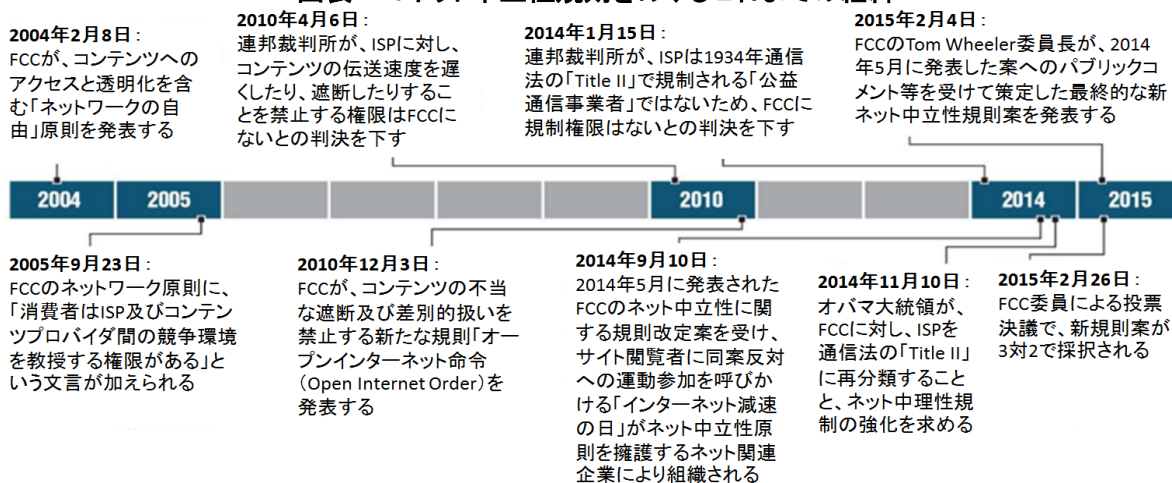 2004年2月8日：
FCCが、コンテンツへの
アクセスと透明化を含
む「ネットワークの自
由」原則を発表する
2010年4月6日：
連邦裁判所が、ISPに対し、
コンテンツの伝送速度を遅
くしたり、遮断したりするこ
とを禁止する権限はFCCに
ないとの判決を下す
2014年1月15日：
連邦裁判所が、ISPは1934年通信
法の「Title II」で規制される「公益
通信事業者」ではないため、FCCに
規制権限はないとの判決を下す
2015年2月4日：
FCCのTom Wheeler委員長が、2014
年5月に発表した案へのパブリックコ
メント等を受けて策定した最終的な新
ネット中立性規則案を発表する
2004
2005
2010
2014
2015
2005年9月23日：
FCCのネットワーク原則に、
「消費者はISP及びコンテン
ツプロバイダ間の競争環境
を教授する権限がある」と
いう文言が加えられる
2010年12月3日：
FCCが、コンテンツの不当
な遮断及び差別的扱いを
禁止する新たな規則「オー
プンインターネット命令
（Open Internet Order）を
発表する
2014年9月10日：
2014年5月に発表された
FCCのネット中立性に関
する規則改定案を受け、
サイト閲覧者に同案反対
への運動参加を呼びか
ける「インターネット減速
の日」がネット中立性原
則を擁護するネット関連
企業により組織される
2014年11月10日：
オバマ大統領が、
FCCに対し、ISPを
通信法の「Title II」
に再分類すること
と、ネット中理性規
制の強化を求める
2015年2月26日：
FCC委員による投票
決議で、新規則案が
3対2で採択される